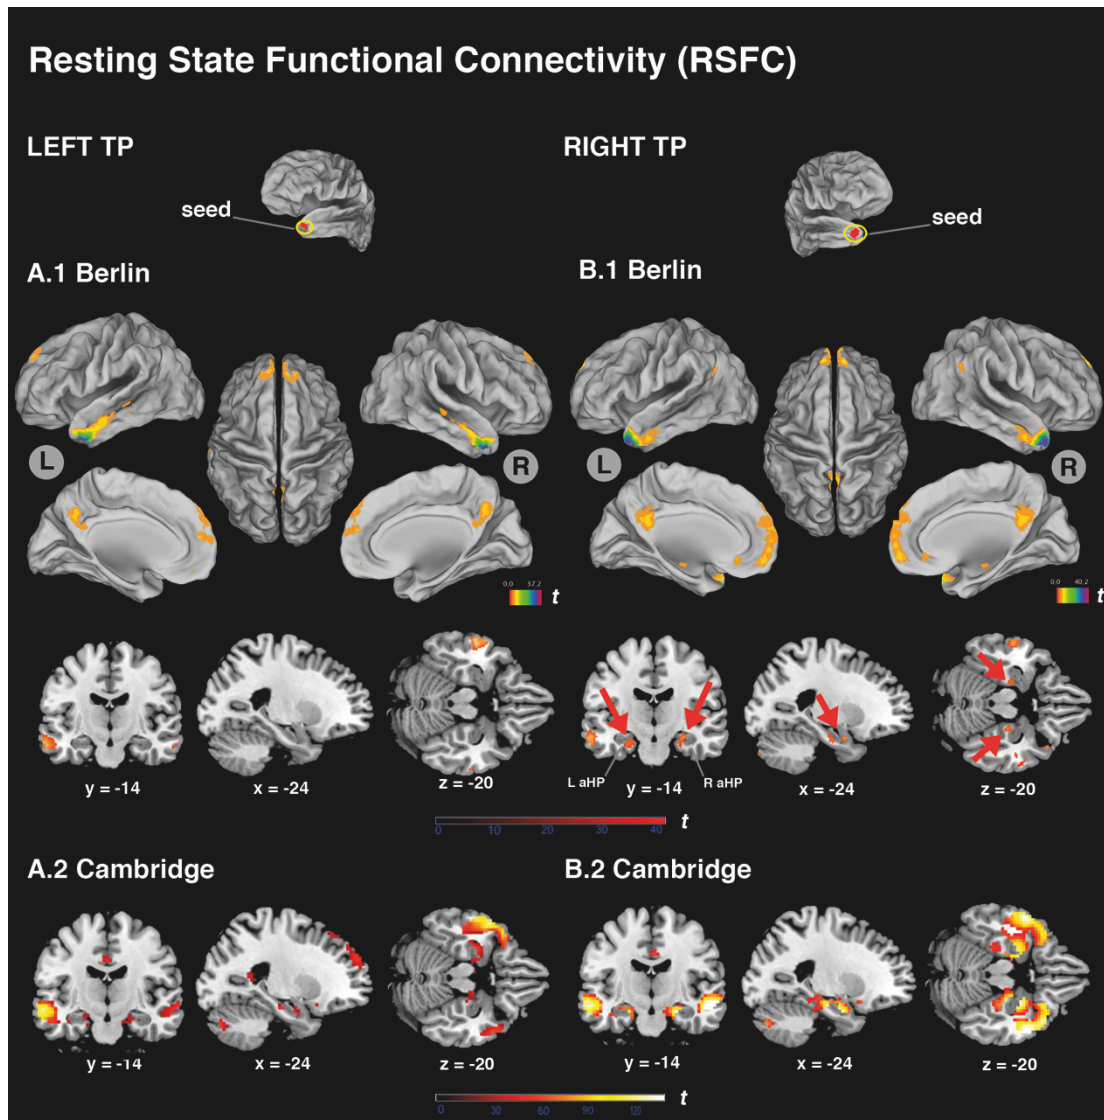 Resting State Functional Connectivity (RSFC)
LEFT TP
RIGHT TP
seed
seed
A.1 Berlin
B.1 Berlin
L
R
L
R
0.0 37.2
t
0.0 40.2
t
y = -14
x = -24
z = -20
L aHP
y = -14
R aHP
x = -24
z = -20
0 10 20 30 40 t
A.2 Cambridge
B.2 Cambridge
y = -14
x = -24
z = -20
y = -14
x = -24
z = -20
0 30 60 90 120 t